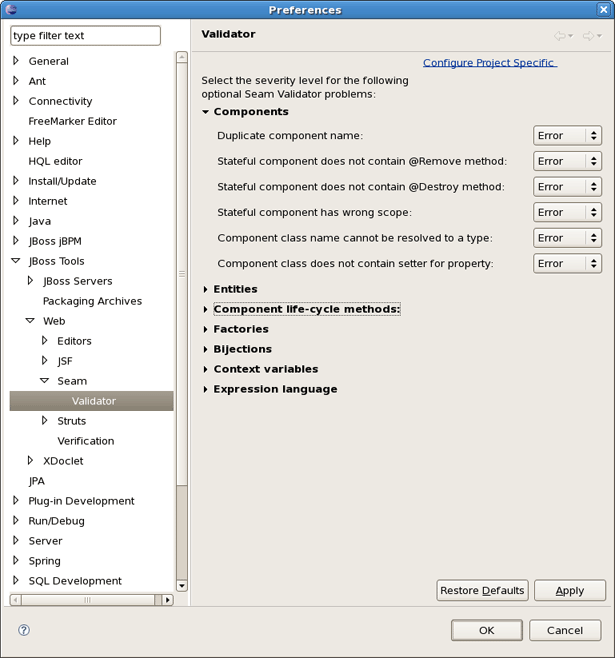 Preferences
type filter text
General
Ant
Connectivity
FreeMarker Editor
Help
HQL editor
Install/Update
Internet
Java
JBoss jBPM
JBoss Tools
JBoss Servers
Packaging Archives
Web
Editors
JSF
Seam
Validator
Struts
Verification
XDoclet
JPA
Plug-in Development
Run/Debug
Server
Spring
SQL Development
Validator
Configure Project Specific
Select the severity level for the following
optional Seam Validator problems:
Components
Duplicate component name: Error
Stateful component does not contain @Remove method: Error
Stateful component does not contain @Destroy method: Error
Stateful component has wrong scope: Error
Component class name cannot be resolved to a type: Error
Component class does not contain setter for property: Error
Entities
Component life-cycle methods:
Factories
Bijections
Context variables
Expression language
Restore Defaults Apply
? OK Cancel